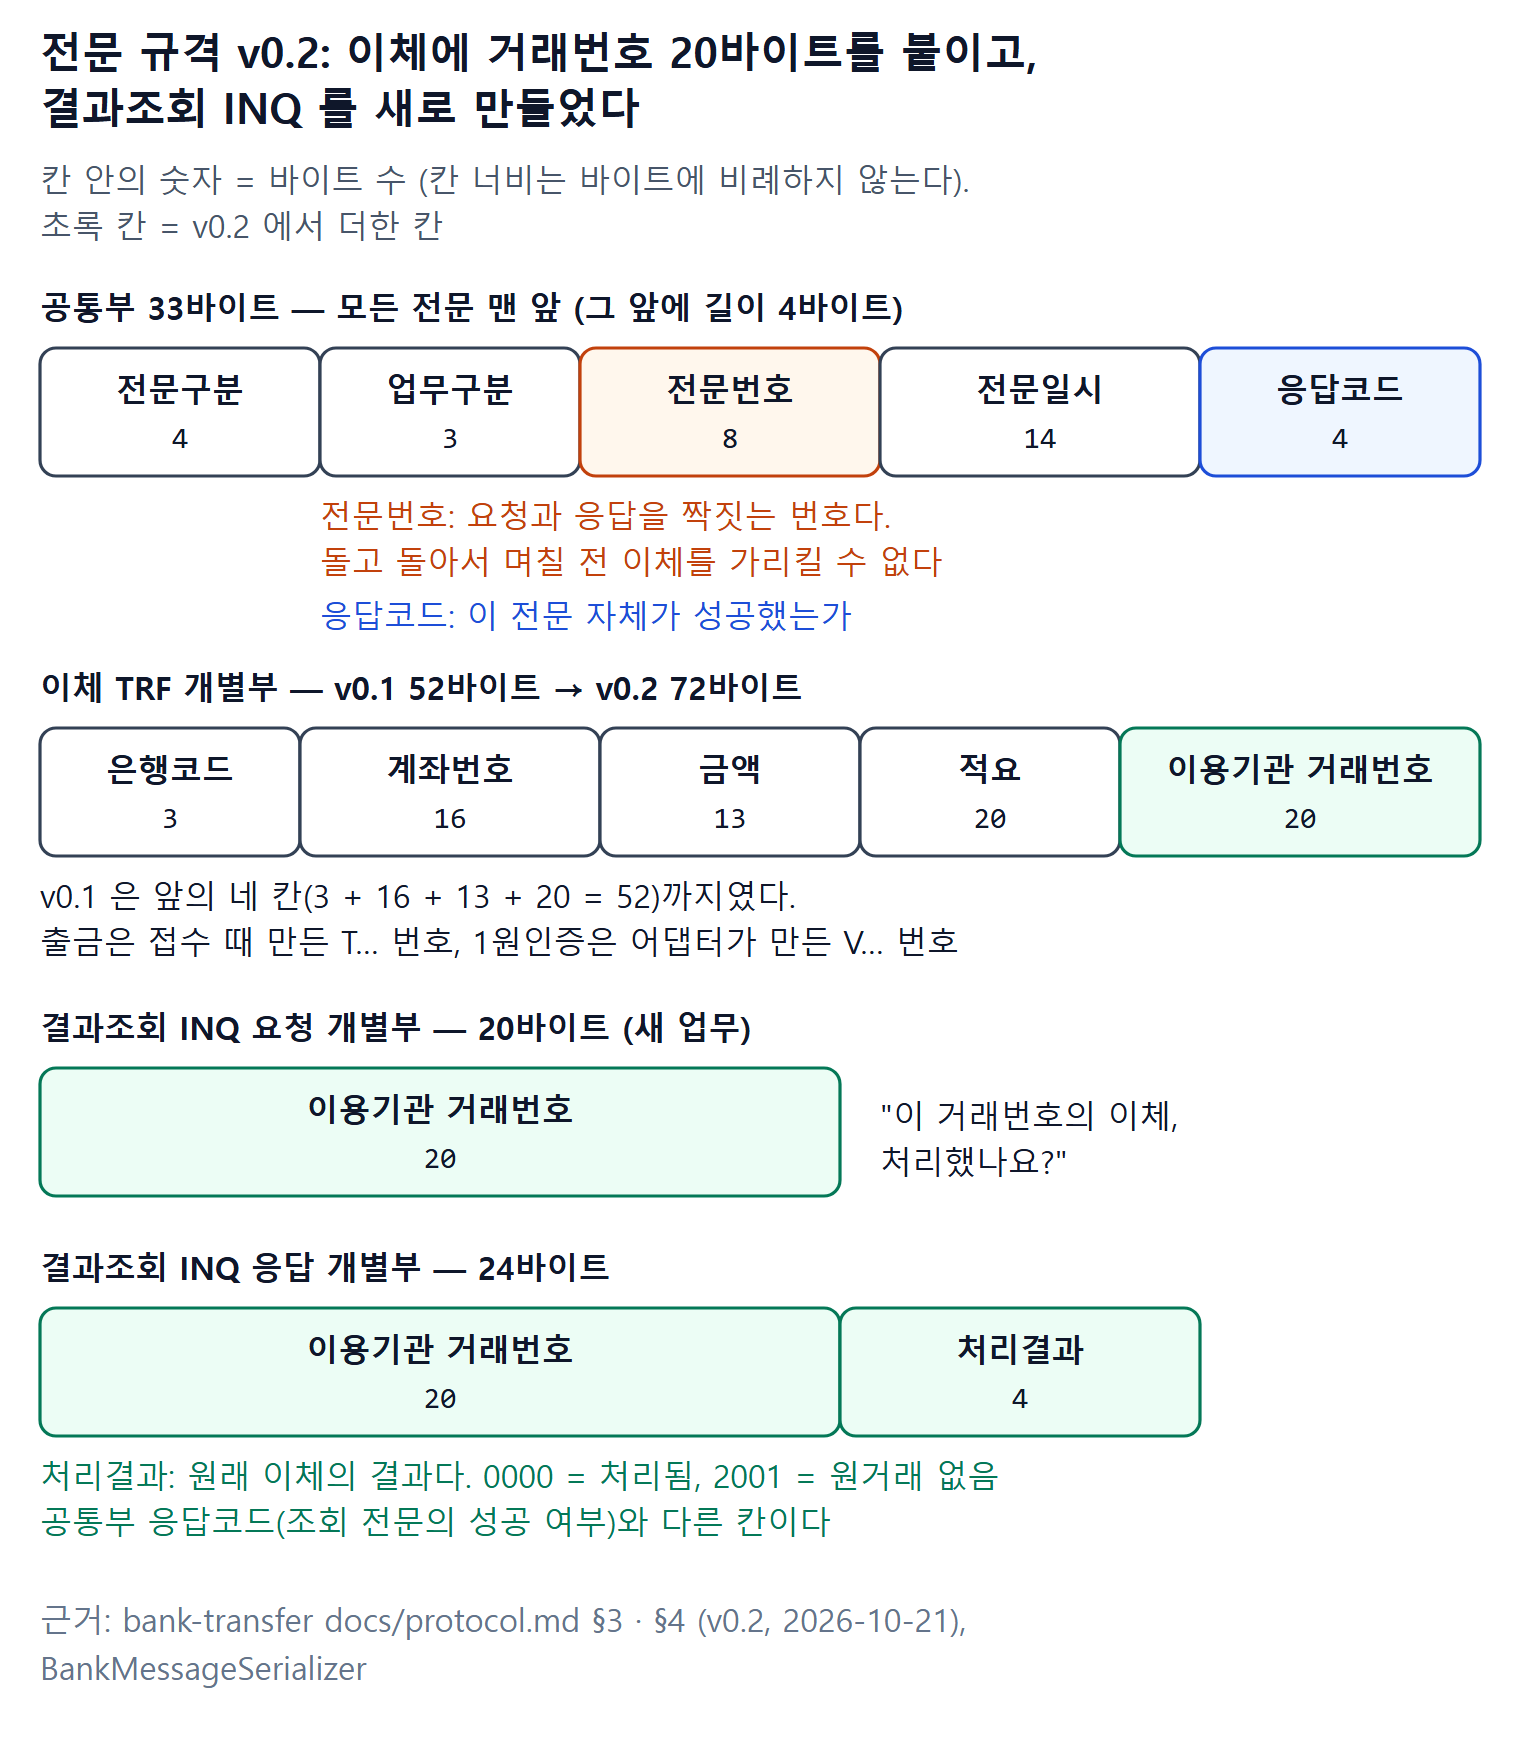 전문 규격 v0.2: 이체에 거래번호 20바이트를 붙이고,
결과조회 INQ 를 새로 만들었다
칸 안의 숫자 = 바이트 수 (칸 너비는 바이트에 비례하지 않는다).
초록 칸 = v0.2 에서 더한 칸
공통부 33바이트 — 모든 전문 맨 앞 (그 앞에 길이 4바이트)
전문구분 업무구분 전문번호 전문일시 응답코드
4 3 8 14 4
전문번호: 요청과 응답을 짝짓는 번호다.
돌고 돌아서 며칠 전 이체를 가리킬 수 없다
응답코드: 이 전문 자체가 성공했는가
이체 TRF 개별부 — v0.1 52바이트 → v0.2 72바이트
은행코드 계좌번호 금액 적요 이용기관 거래번호
3 16 13 20 20
v0.1 은 앞의 네 칸(3 + 16 + 13 + 20 = 52)까지였다.
출금은 접수 때 만든 T... 번호, 1원인증은 어댑터가 만든 V... 번호
결과조회 INQ 요청 개별부 — 20바이트 (새 업무)
이용기관 거래번호
20
"이 거래번호의 이체,
처리했나요?"
결과조회 INQ 응답 개별부 — 24바이트
이용기관 거래번호 처리결과
20 4
처리결과: 원래 이체의 결과다. 0000 = 처리됨, 2001 = 원거래 없음
공통부 응답코드(조회 전문의 성공 여부)와 다른 칸이다
근거: bank-transfer docs/protocol.md §3 · §4 (v0.2, 2026-10-21),
BankMessageSerializer